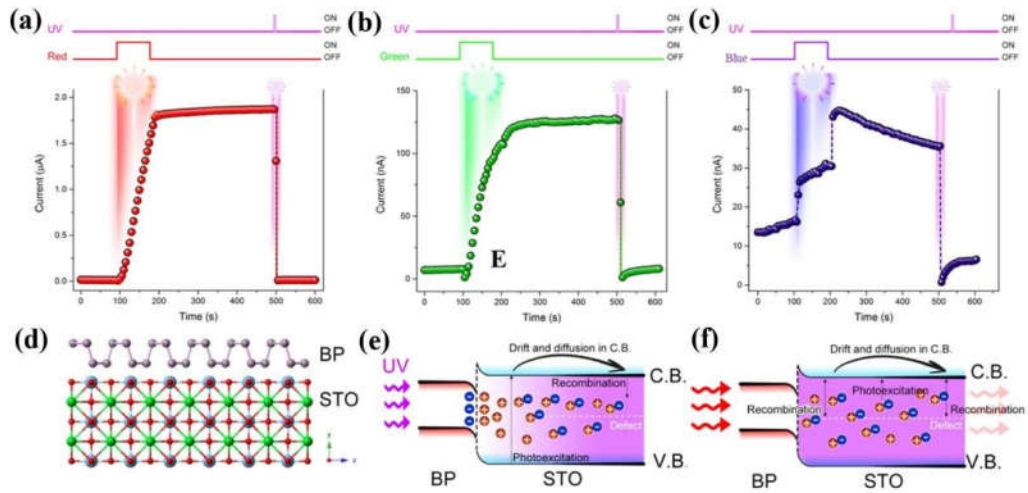 (a)
UV
ON
OFF
Red
ON
OFF
2.0
1.5
1.0
0.5
0.0
Current (μA)
0 100 200 300 400 500 600
Time (s)
(b)
UV
ON
OFF
Green
ON
OFF
150
100
50
0
Current (nA)
E
0 200 400 600
Time (s)
(c)
UV
ON
OFF
Blue
ON
OFF
50
40
30
20
10
0
Current (nA)
0 100 200 300 400 500 600
Time (s)
(d)
BP
STO
y
z
(e)
UV
Drift and diffusion in C.B.
Recombination
C.B.
Defect
Photoexcitation
V.B.
BP STO
(f)
Drift and diffusion in C.B.
C.B.
Photoexcitation
Recombination
Recombination
Defect
V.B.
BP STO